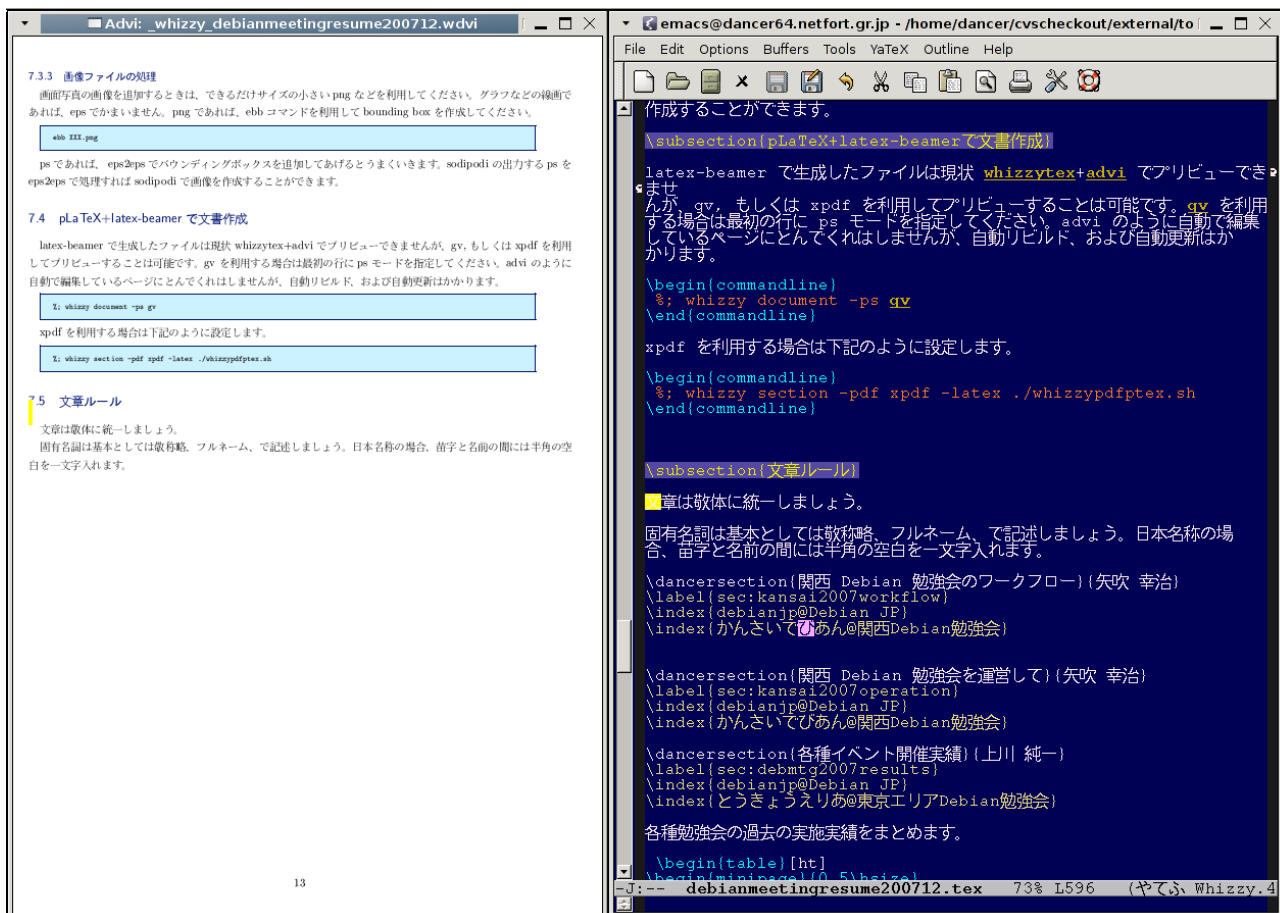 Advi: _whizzy_debianmeetingresume200712.wdvi
7.3.3 画像ファイルの処理
画面写真の画像を追加するときは、できるだけサイズの小さい png などを利用してください。グラフなどの線画で
あれば、eps でかまいません。png であれば、ebb コマンドを利用して bounding box を作成してください。
ebb XXX.png
ps であれば、 eps2eps でバウンディングボックスを追加してあげるとうまくいきます。sodipodi の出力する ps を
eps2eps で処理すれば sodipodi で画像を作成することができます。
7.4 pLaTeX+latex-beamer で文書作成
latex-beamer で生成したファイルは現状 whizzytex+advi でプリビューできませんが、gv, もしくは xpdf を利用
してプリビューすることは可能です。gv を利用する場合は最初の行に ps モードを指定してください。advi のように
自動で編集しているページにとんでくれはしませんが、自動リビルド、および自動更新はかかります。
%; whizzy document -ps gv
xpdf を利用する場合は下記のように設定します。
%; whizzy section -pdf xpdf -latex ./whizzypdfptex.sh
7.5 文章ルール
文章は敬体に統一しましょう。
固有名詞は基本としては敬称略、フルネーム、で記述しましょう。日本名称の場合、苗字と名前の間には半角の空
白を一文字入れます。
13
emacs@dancer64.netfort.gr.jp - /home/dancer/cvscheckout/external/to
File Edit Options Buffers Tools YaTeX Outline Help
作成することができます。
\subsection{pLaTeX+latex-beamerで文書作成}
latex-beamer で生成したファイルは現状 whizzytex+advi でプリビューでき
ませ
んが、gv, もしくは xpdf を利用してプリビューすることは可能です。gv を利用
する場合は最初の行に ps モードを指定してください。advi のように自動で編集
しているページにとんでくれはしませんが、自動リビルド、および自動更新はか
かります。
\begin{commandline}
%; whizzy document -ps gv
\end{commandline}
xpdf を利用する場合は下記のように設定します。
\begin{commandline}
%; whizzy section -pdf xpdf -latex ./whizzypdfptex.sh
\end{commandline}
\subsection{文章ルール}
文章は敬体に統一しましょう。
固有名詞は基本としては敬称略、フルネーム、で記述しましょう。日本名称の場
合、苗字と名前の間には半角の空白を一文字入れます。
\dancersection{関西 Debian 勉強会のワークフロー}{矢吹 幸治}
\label{sec:kansai2007workflow}
\index{debianjp@Debian JP}
\index{かんさいでびあん@関西Debian勉強会}
\dancersection{関西 Debian 勉強会を運営して}{矢吹 幸治}
\label{sec:kansai2007operation}
\index{debianjp@Debian JP}
\index{かんさいでびあん@関西Debian勉強会}
\dancersection{各種イベント開催実績}{上川 純一}
\label{sec:debmtg2007results}
\index{debianjp@Debian JP}
\index{とうきょうえりあ@東京エリアDebian勉強会}
各種勉強会の過去の実施実績をまとめます。
\begin{table}[ht]
\begin{minipage}{0.5\hsize}
-J:-- debianmeetingresume200712.tex 73% L596 (やてふ Whizzy.4